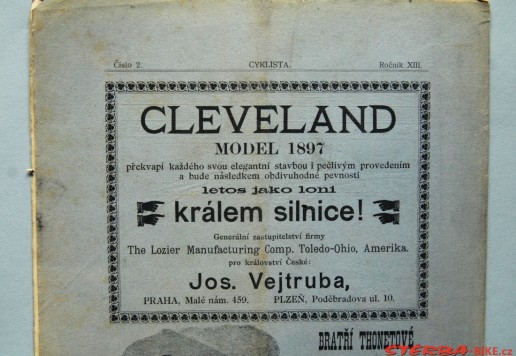 Číslo 2. CYKLISTA. Ročník XIII.
CLEVELAND
MODEL 1897
překvapí každého svou elegantní stavbou i pečlivým provedením
a bude následkem obdivuhodné pevnosti
letos jako loni
králem silnice!
Generální zastupitelství firmy
The Lozier Manufacturing Comp. Toledo-Ohio, Amerika.
pro království České:
Jos. Vejtruba,
PRAHA, Malé nám. 459. PLZEŇ, Poděbradova ul. 10.
BRATŘÍ THONETOVÉ
STERBA-BIKE.cz